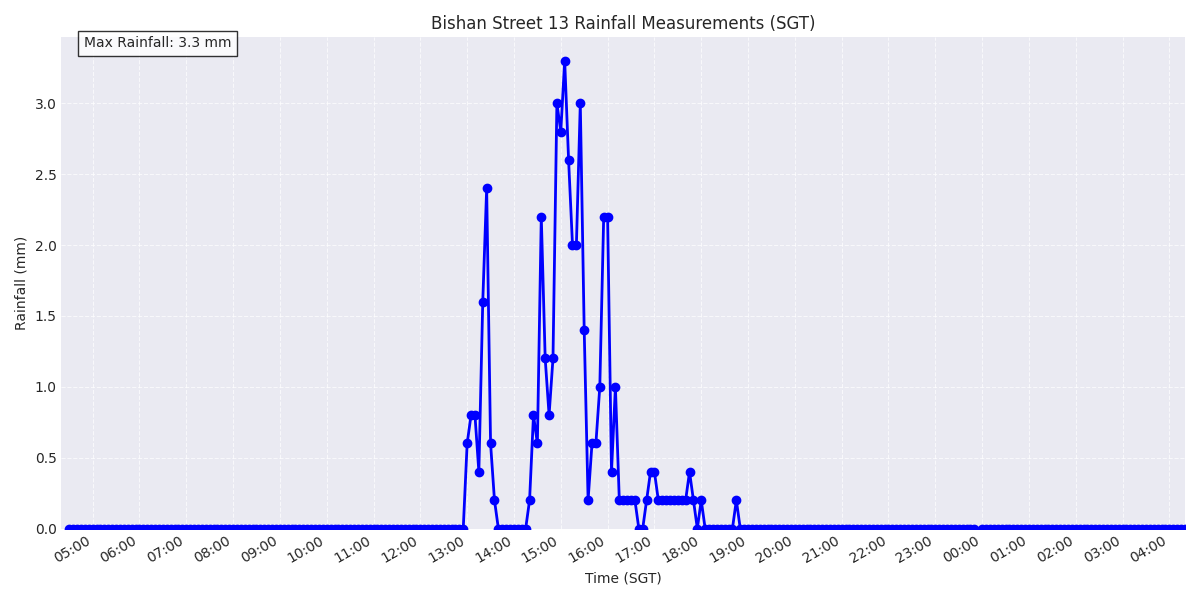 Bishan Street 13 Rainfall Measurements (SGT)
Max Rainfall: 3.3 mm
Rainfall (mm)
3.0
2.5
2.0
1.5
1.0
0.5
0.0
05:00 06:00 07:00 08:00 09:00 10:00 11:00 12:00 13:00 14:00 15:00 16:00 17:00 18:00 19:00 20:00 21:00 22:00 23:00 00:00 01:00 02:00 03:00 04:00
Time (SGT)